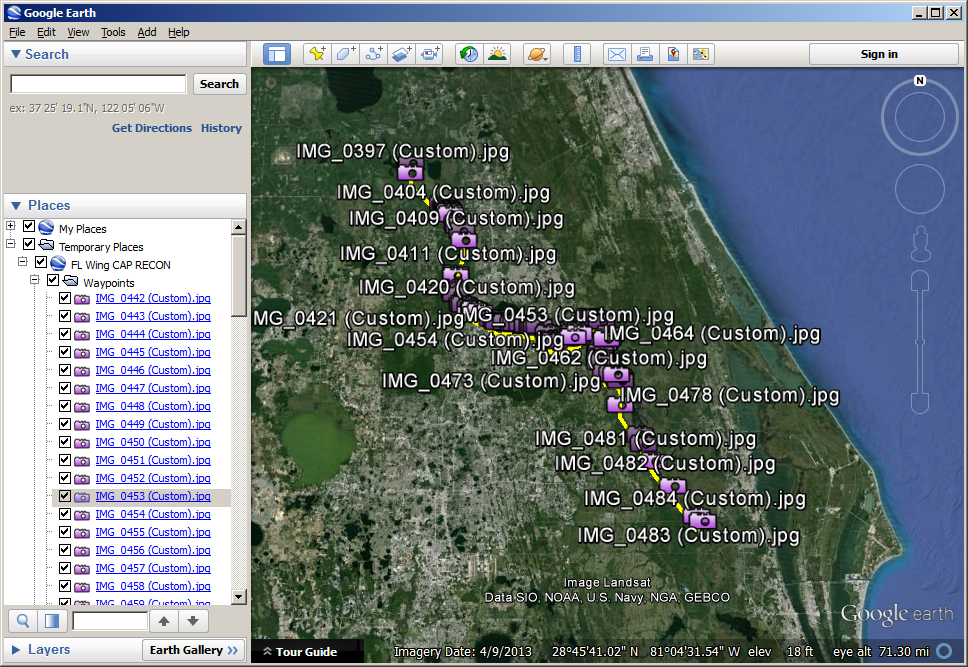 Google Earth
File Edit View Tools Add Help
Search
Sign in
Search
ex: 37 25' 19.1"N, 122 05' 06"W
Get Directions History
Places
My Places
Temporary Places
FL Wing CAP RECON
Waypoints
IMG_0442 (Custom).jpg
IMG_0443 (Custom).jpg
IMG_0444 (Custom).jpg
IMG_0445 (Custom).jpg
IMG_0446 (Custom).jpg
IMG_0447 (Custom).jpg
IMG_0448 (Custom).jpg
IMG_0449 (Custom).jpg
IMG_0450 (Custom).jpg
IMG_0451 (Custom).jpg
IMG_0452 (Custom).jpg
IMG_0453 (Custom).jpg
IMG_0454 (Custom).jpg
IMG_0455 (Custom).jpg
IMG_0456 (Custom).jpg
IMG_0457 (Custom).jpg
IMG_0458 (Custom).jpg
IMG_0459 (Custom).jpg
Layers
Earth Gallery >>
N
IMG_0397 (Custom).jpg
IMG_0404 (Custom).jpg
IMG_0409 (Custom).jpg
IMG_0411 (Custom).jpg
IMG_0420 (Custom).jpg
MG_0421 (Custom).jpg
MG_0453 (Custom).jpg
IMG_0454 (Custom).jpg
IMG_0464 (Custom).jpg
IMG_0462 (Custom).jpg
IMG_0473 (Custom).jpg
IMG_0478 (Custom).jpg
IMG_0481 (Custom).jpg
IMG_0482 (Custom).jpg
IMG_0484 (Custom).jpg
IMG_0483 (Custom).jpg
Image Landsat
Data SIO, NOAA, U.S. Navy, NGA, GEBCO
Google earth
Tour Guide
Imagery Date: 4/9/2013 28°45'41.02" N 81°04'31.54" W elev 18 ft eye alt 71.30 mi